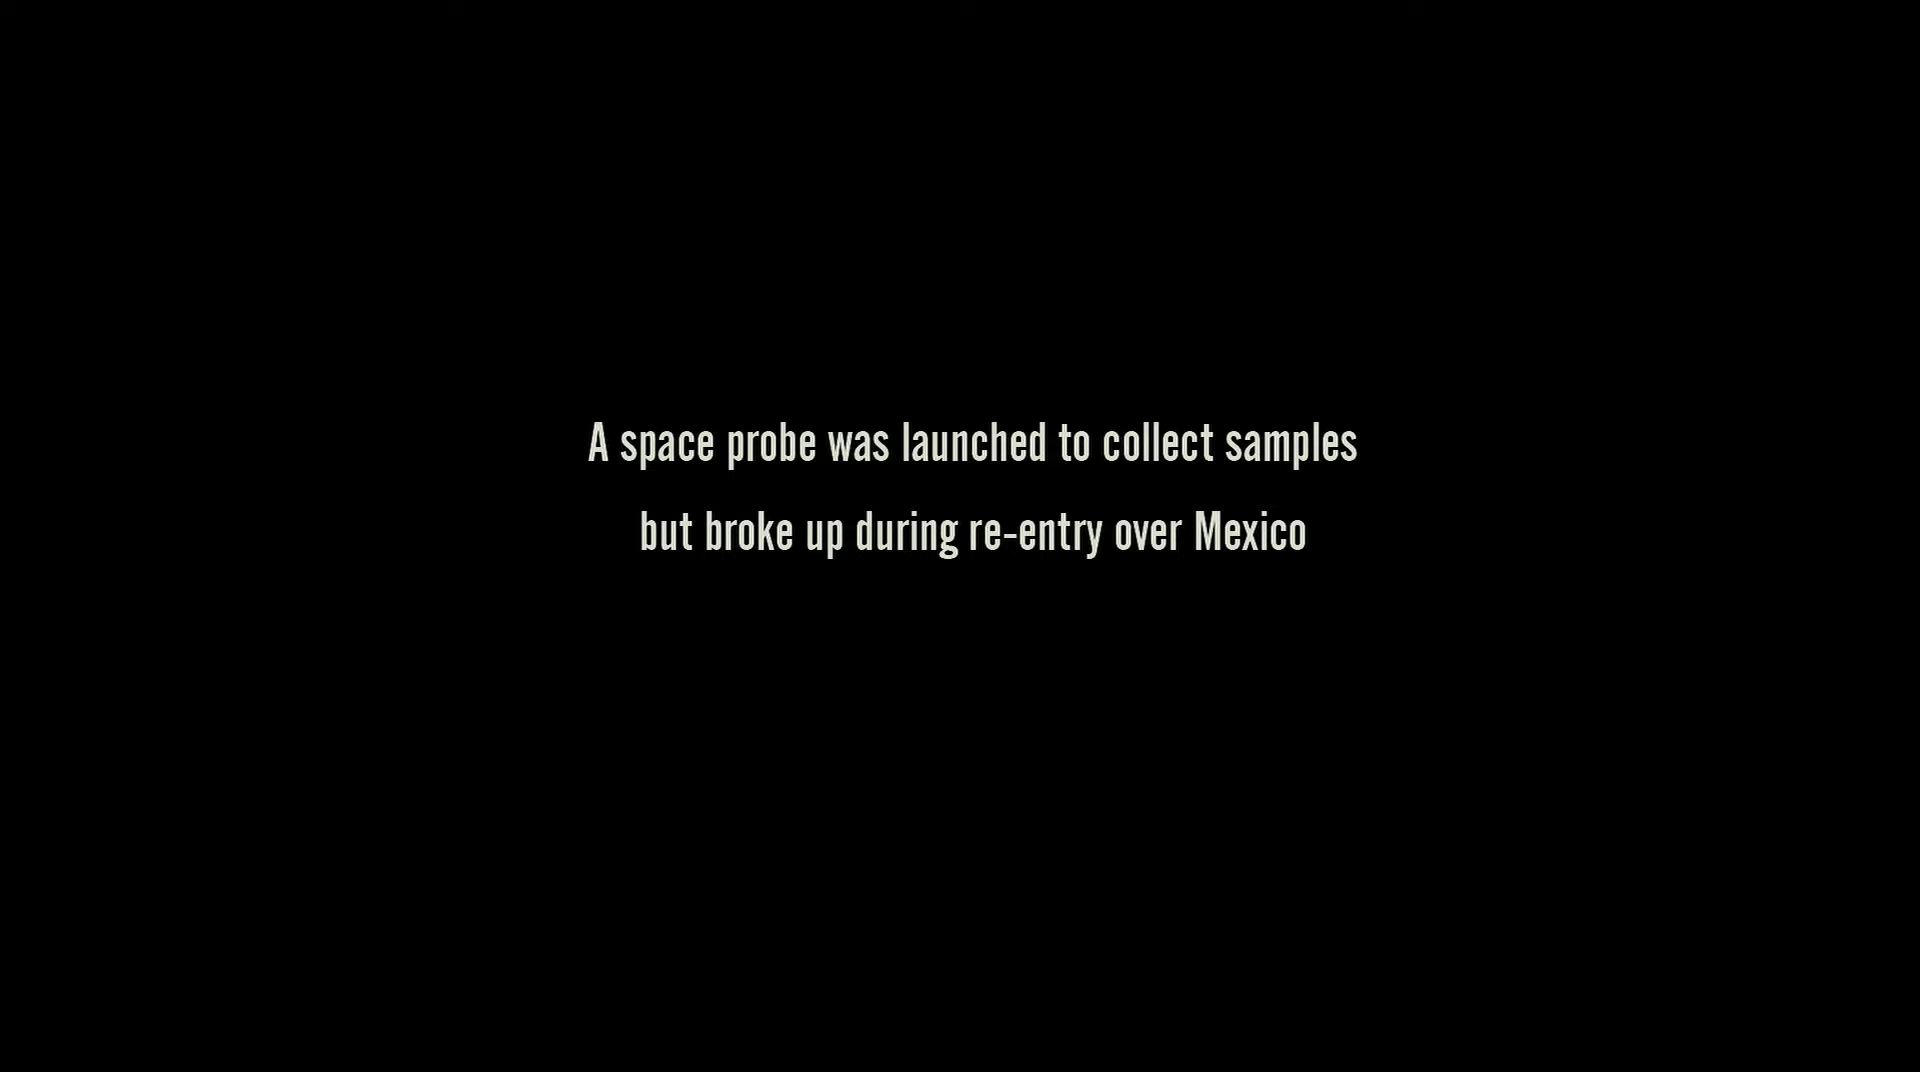 A space probe was launched to collect samples
but broke up during re-entry over Mexico